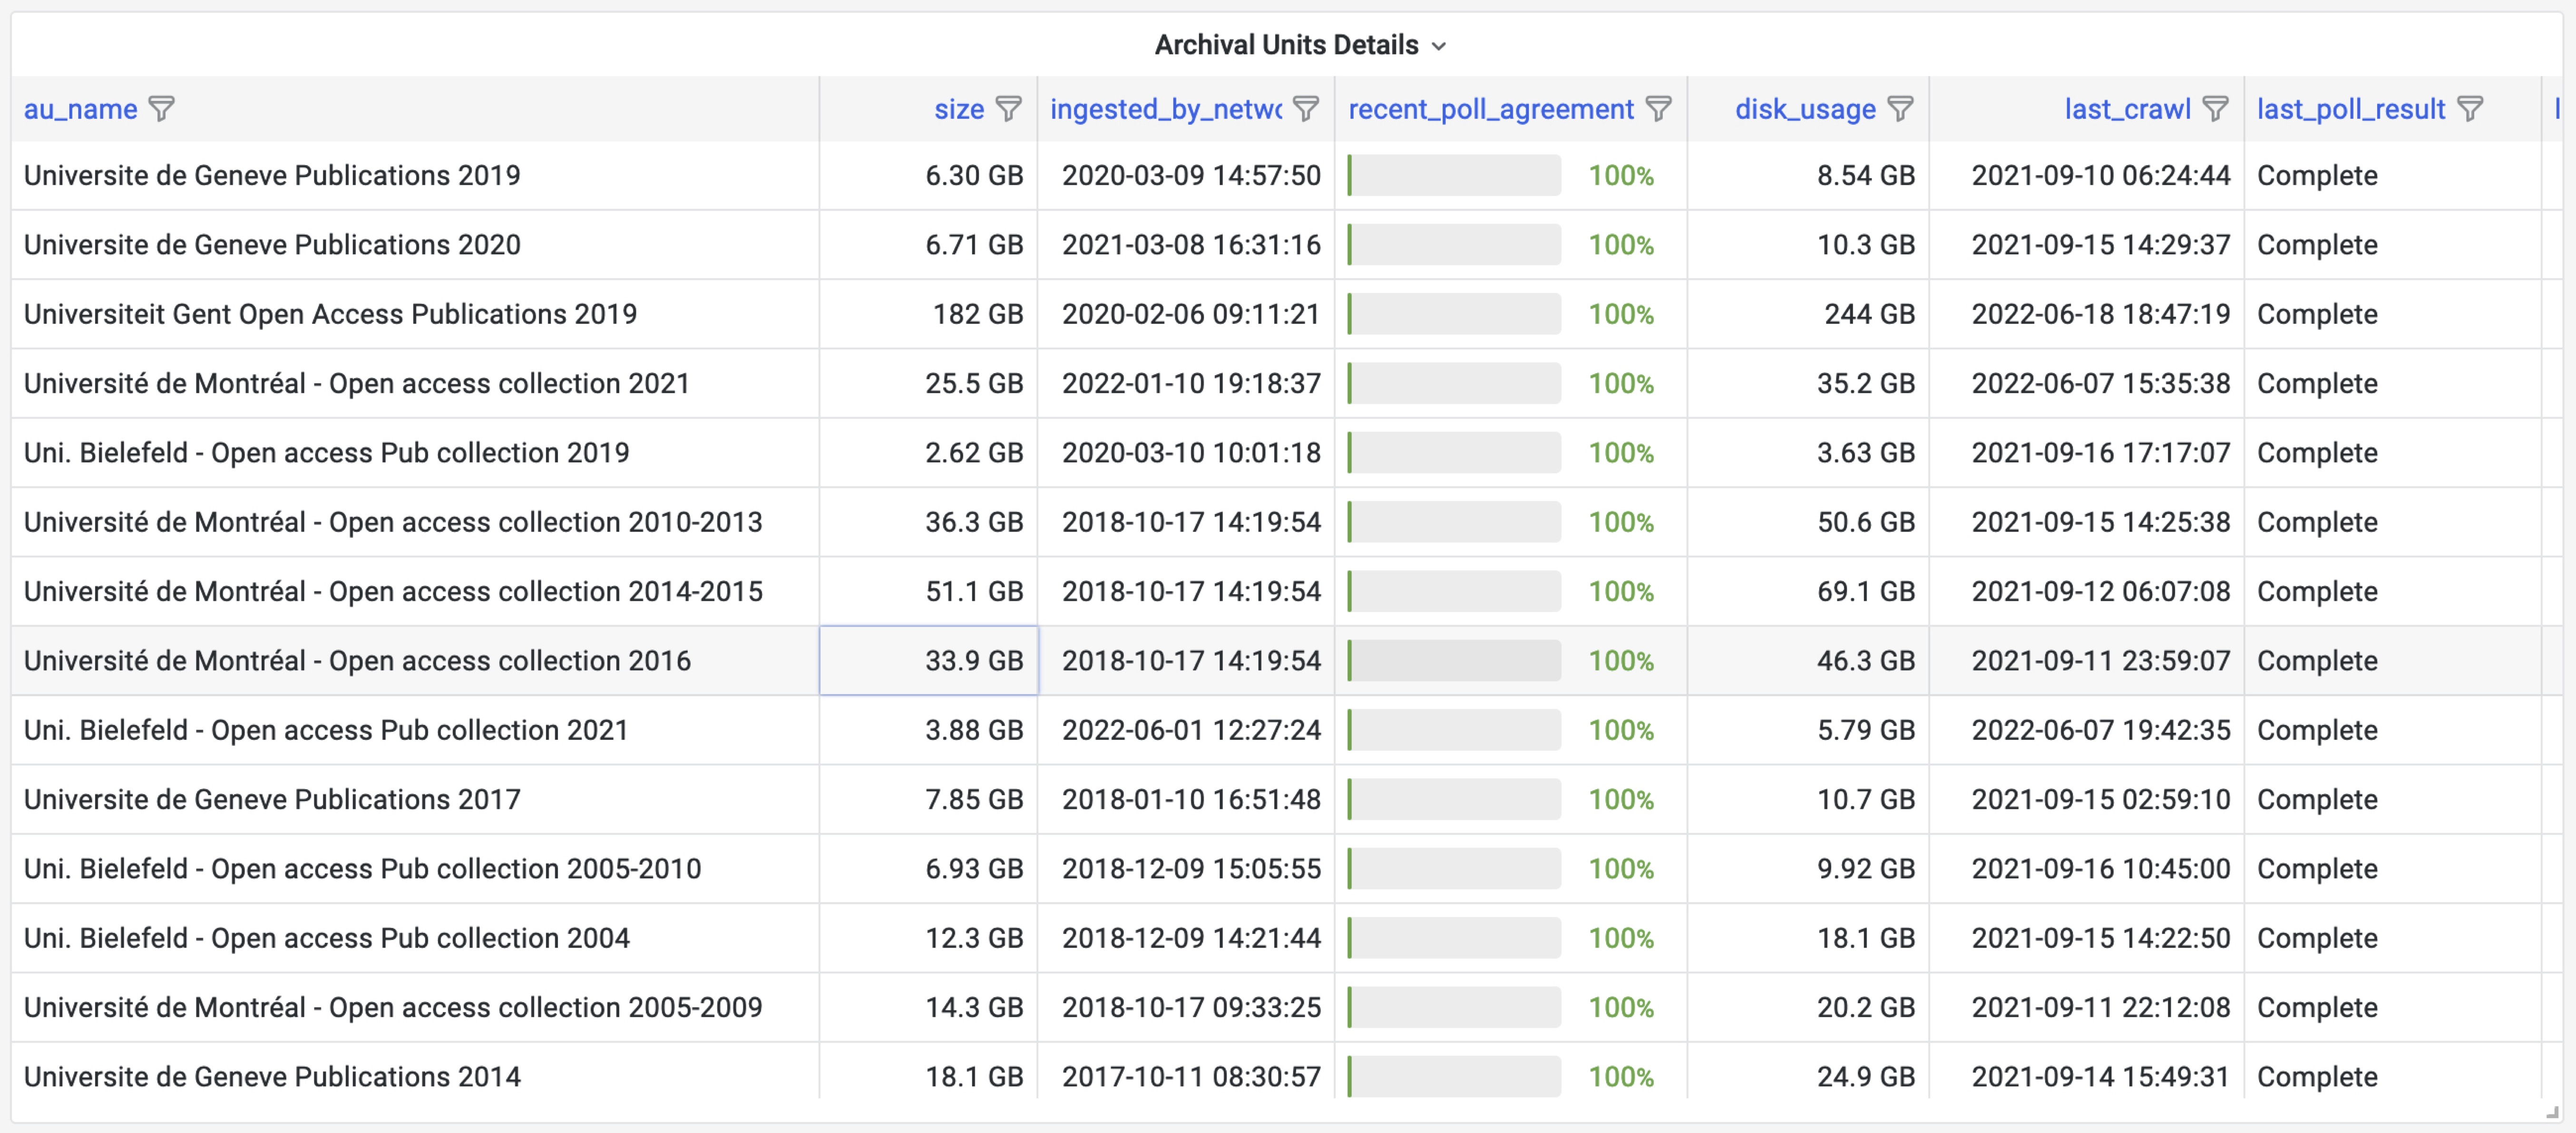 Archival Units Details
au_name size ingested_by_netwo recent_poll_agreement disk_usage last_crawl last_poll_result l
Universite de Geneve Publications 2019 6.30 GB 2020-03-09 14:57:50 100% 8.54 GB 2021-09-10 06:24:44 Complete
Universite de Geneve Publications 2020 6.71 GB 2021-03-08 16:31:16 100% 10.3 GB 2021-09-15 14:29:37 Complete
Universiteit Gent Open Access Publications 2019 182 GB 2020-02-06 09:11:21 100% 244 GB 2022-06-18 18:47:19 Complete
Université de Montréal - Open access collection 2021 25.5 GB 2022-01-10 19:18:37 100% 35.2 GB 2022-06-07 15:35:38 Complete
Uni. Bielefeld - Open access Pub collection 2019 2.62 GB 2020-03-10 10:01:18 100% 3.63 GB 2021-09-16 17:17:07 Complete
Université de Montréal - Open access collection 2010-2013 36.3 GB 2018-10-17 14:19:54 100% 50.6 GB 2021-09-15 14:25:38 Complete
Université de Montréal - Open access collection 2014-2015 51.1 GB 2018-10-17 14:19:54 100% 69.1 GB 2021-09-12 06:07:08 Complete
Université de Montréal - Open access collection 2016 33.9 GB 2018-10-17 14:19:54 100% 46.3 GB 2021-09-11 23:59:07 Complete
Uni. Bielefeld - Open access Pub collection 2021 3.88 GB 2022-06-01 12:27:24 100% 5.79 GB 2022-06-07 19:42:35 Complete
Universite de Geneve Publications 2017 7.85 GB 2018-01-10 16:51:48 100% 10.7 GB 2021-09-15 02:59:10 Complete
Uni. Bielefeld - Open access Pub collection 2005-2010 6.93 GB 2018-12-09 15:05:55 100% 9.92 GB 2021-09-16 10:45:00 Complete
Uni. Bielefeld - Open access Pub collection 2004 12.3 GB 2018-12-09 14:21:44 100% 18.1 GB 2021-09-15 14:22:50 Complete
Université de Montréal - Open access collection 2005-2009 14.3 GB 2018-10-17 09:33:25 100% 20.2 GB 2021-09-11 22:12:08 Complete
Universite de Geneve Publications 2014 18.1 GB 2017-10-11 08:30:57 100% 24.9 GB 2021-09-14 15:49:31 Complete